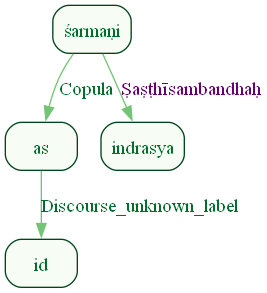 śarmaṇi
Copula Ṣaṣṭhīsambandhaḥ
as indrasya
Discourse_unknown_label
id